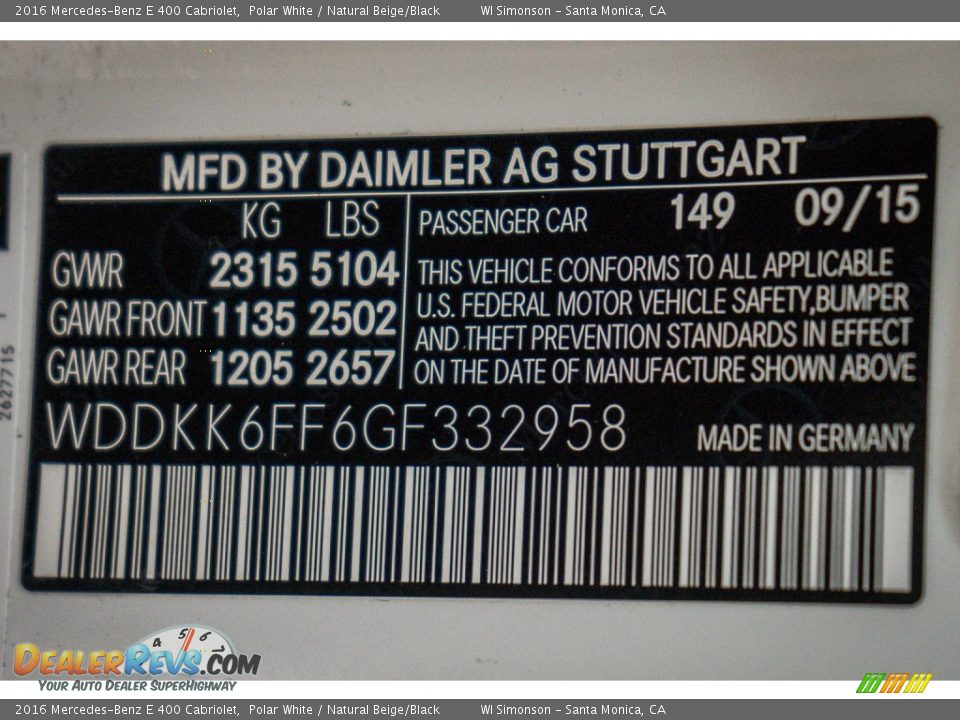 2016 Mercedes-Benz E 400 Cabriolet, Polar White / Natural Beige/Black WI Simonson - Santa Monica, CA
MFD BY DAIMLER AG STUTTGART
KG LBS PASSENGER CAR 149 09/15
GVWR 2315 5104
GAWR FRONT 1135 2502
GAWR REAR 1205 2657
THIS VEHICLE CONFORMS TO ALL APPLICABLE
U.S. FEDERAL MOTOR VEHICLE SAFETY,BUMPER
AND THEFT PREVENTION STANDARDS IN EFFECT
ON THE DATE OF MANUFACTURE SHOWN ABOVE
WDDKK6FF6GF332958 MADE IN GERMANY
2627715
4 5 6 7
DEALERREVS.COM
YOUR AUTO DEALER SUPERHIGHWAY
2016 Mercedes-Benz E 400 Cabriolet, Polar White / Natural Beige/Black WI Simonson - Santa Monica, CA